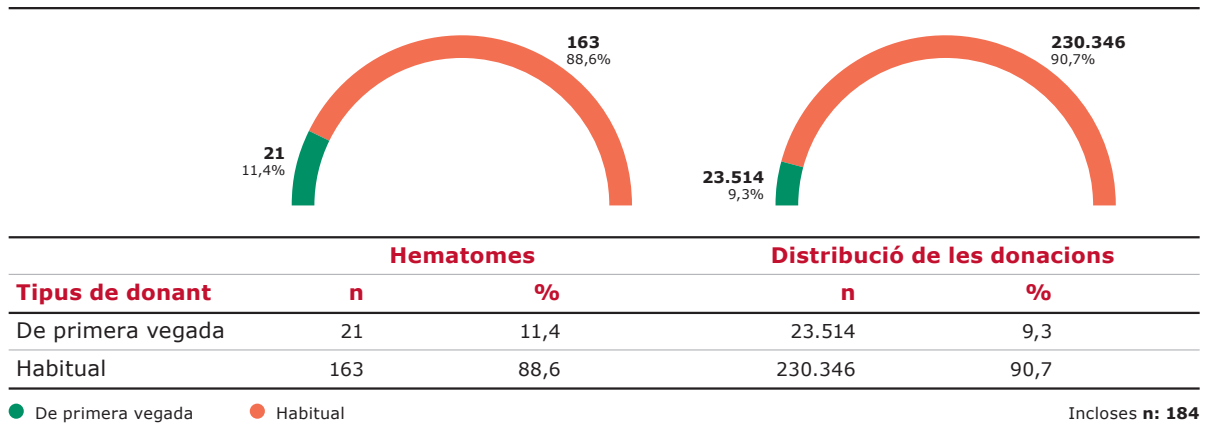 163
88,6%
21
11,4%
230.346
90,7%
23.514
9,3%
Hematomes Distribució de les donacions
Tipus de donant n % n %
De primera vegada 21 11,4 23.514 9,3
Habitual 163 88,6 230.346 90,7
De primera vegada Habitual Incloses n: 184